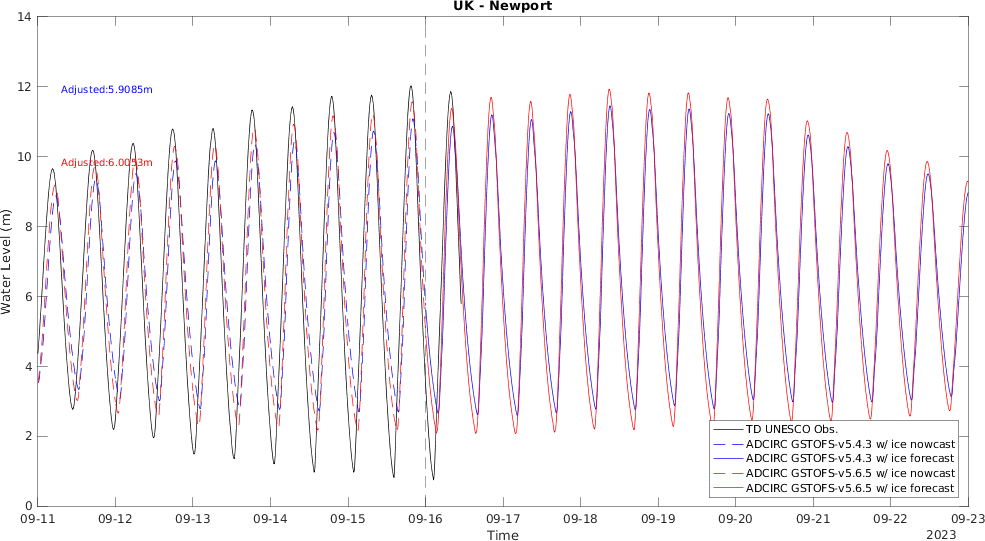 UK - Newport
14
12
10
8
6
4
2
0
Water Level (m)
Adjusted:5.9085m
Adjusted:6.0053m
TD UNESCO Obs.
ADCIRC GSTOFS-v5.4.3 w/ ice nowcast
ADCIRC GSTOFS-v5.4.3 w/ ice forecast
ADCIRC GSTOFS-v5.6.5 w/ ice nowcast
ADCIRC GSTOFS-v5.6.5 w/ ice forecast
09-11 09-12 09-13 09-14 09-15 09-16 09-17 09-18 09-19 09-20 09-21 09-22 09-23
Time
2023